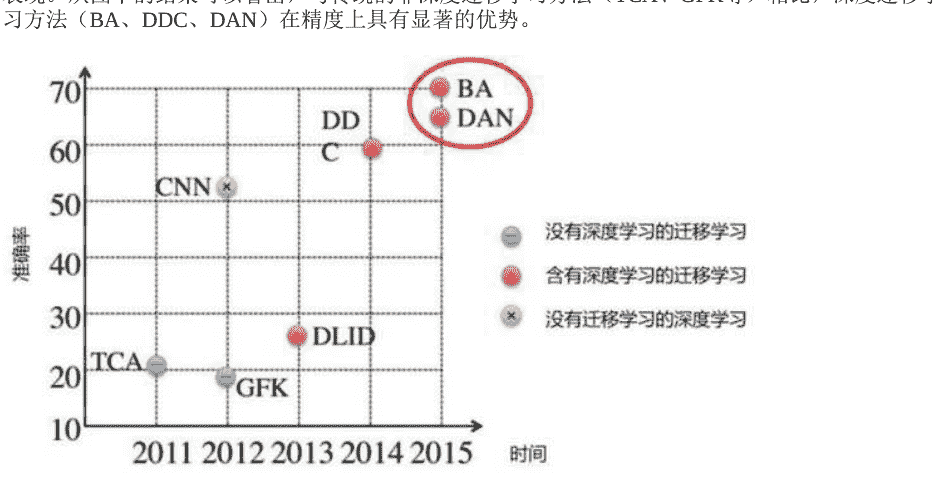 习方法（BA、DDC、DAN）在精度上具有显著的优势。
70
BA
DD
DAN
60
C
CNN
50
没有深度学习的迁移学习
准确率
40
含有深度学习的迁移学习
30
没有迁移学习的深度学习
DLID
TCA
20
GFK
10
2011 2012 2013 2014 2015
时间